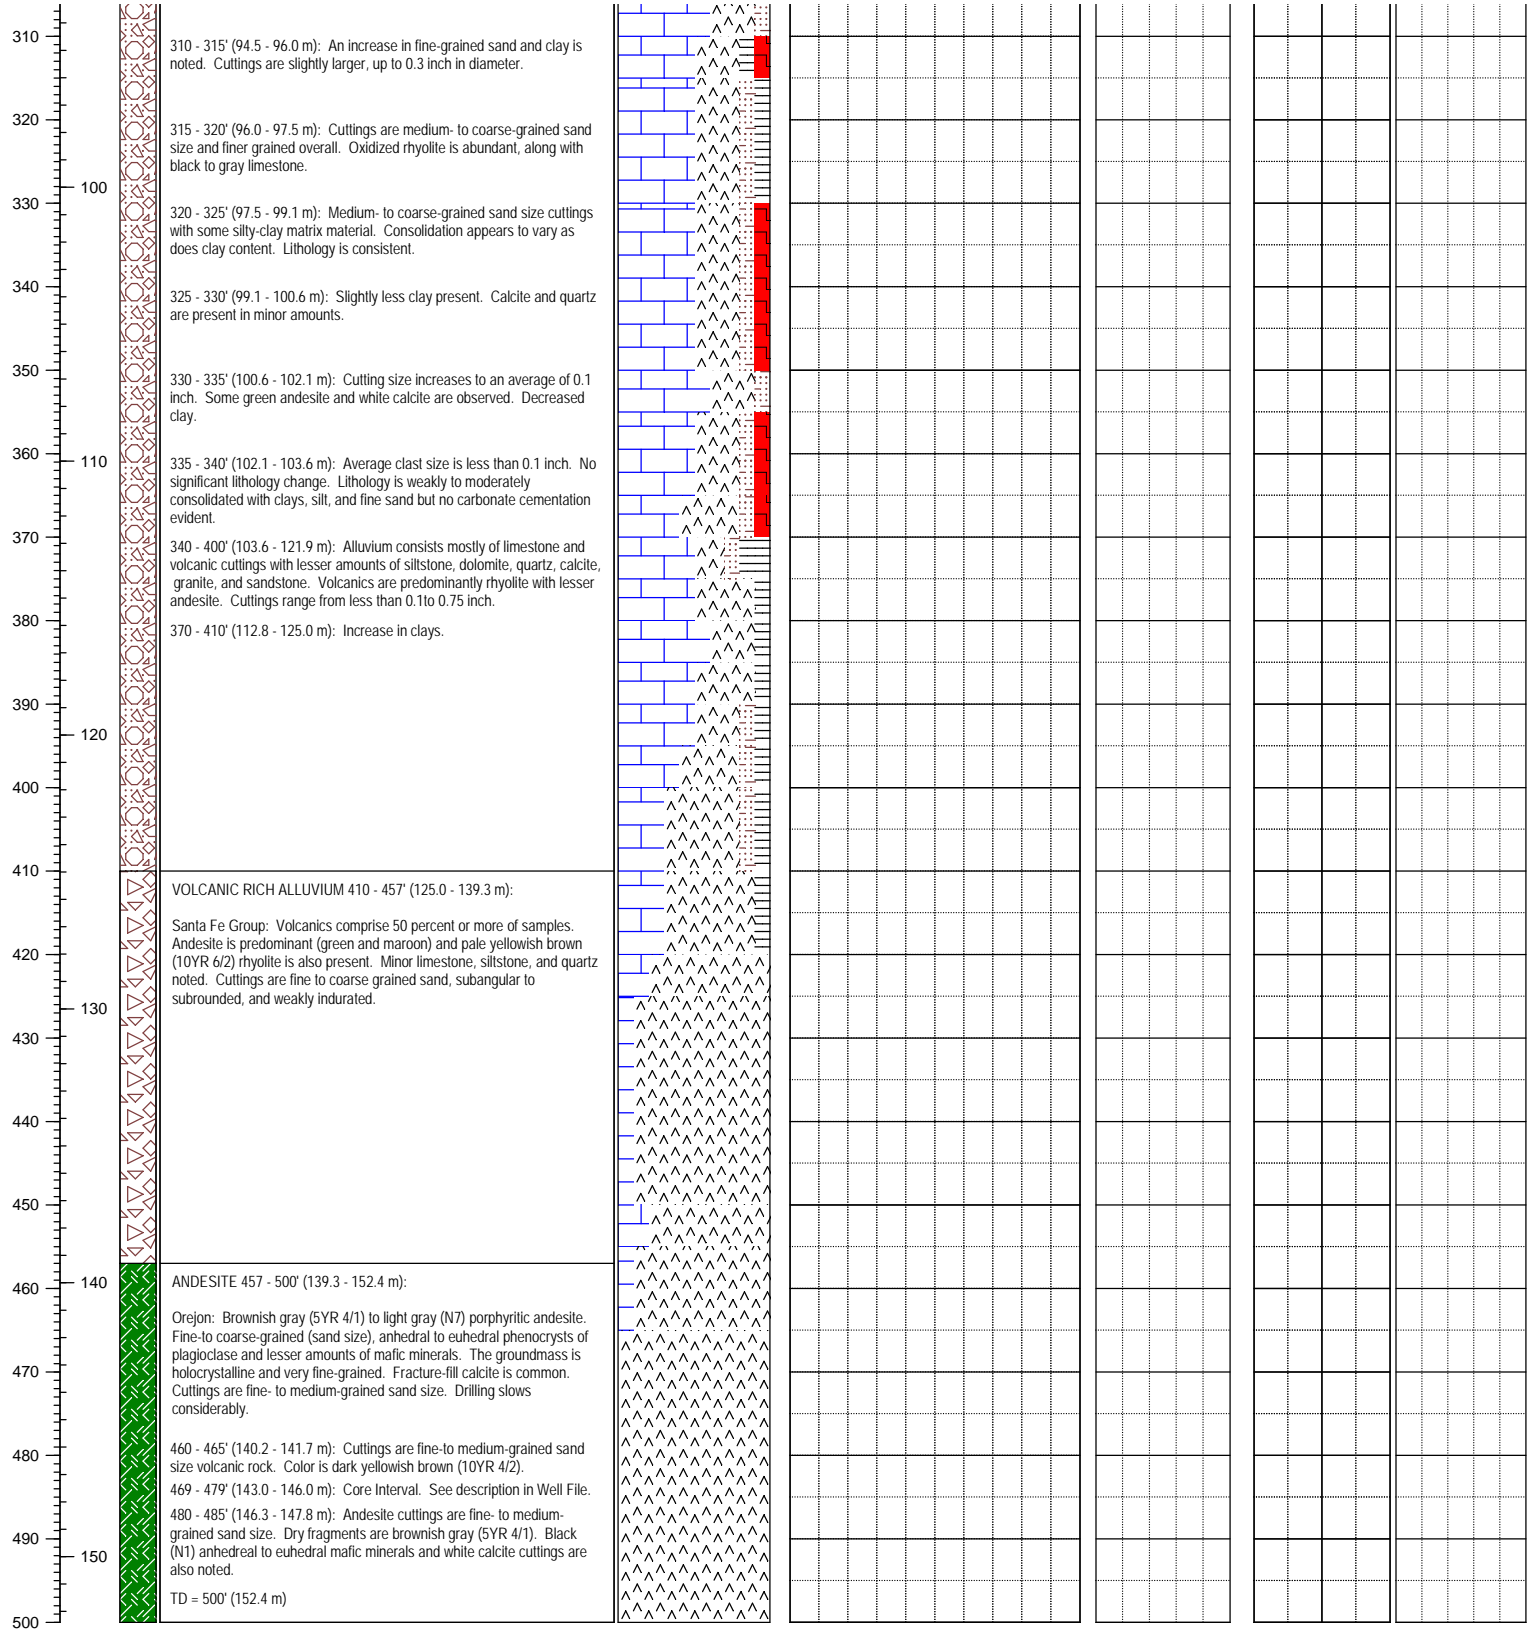 310
320
330
340
350
360
370
380
390
400
410
420
430
440
450
460
470
480
490
500
100
110
120
130
140
150
310 - 315' (94.5 - 96.0 m): An increase in fine-grained sand and clay is
noted. Cuttings are slightly larger, up to 0.3 inch in diameter.
315 - 320' (96.0 - 97.5 m): Cuttings are medium- to coarse-grained sand
size and finer grained overall. Oxidized rhyolite is abundant, along with
black to gray limestone.
320 - 325' (97.5 - 99.1 m): Medium- to coarse-grained sand size cuttings
with some silty-clay matrix material. Consolidation appears to vary as
does clay content. Lithology is consistent.
325 - 330' (99.1 - 100.6 m): Slightly less clay present. Calcite and quartz
are present in minor amounts.
330 - 335' (100.6 - 102.1 m): Cutting size increases to an average of 0.1
inch. Some green andesite and white calcite are observed. Decreased
clay.
335 - 340' (102.1 - 103.6 m): Average clast size is less than 0.1 inch. No
significant lithology change. Lithology is weakly to moderately
consolidated with clays, silt, and fine sand but no carbonate cementation
evident.
340 - 400' (103.6 - 121.9 m): Alluvium consists mostly of limestone and
volcanic cuttings with lesser amounts of siltstone, dolomite, quartz, calcite,
granite, and sandstone. Volcanics are predominantly rhyolite with lesser
andesite. Cuttings range from less than 0.1to 0.75 inch.
370 - 410' (112.8 - 125.0 m): Increase in clays.
VOLCANIC RICH ALLUVIUM 410 - 457' (125.0 - 139.3 m):
Santa Fe Group: Volcanics comprise 50 percent or more of samples.
Andesite is predominant (green and maroon) and pale yellowish brown
(10YR 6/2) rhyolite is also present. Minor limestone, siltstone, and quartz
noted. Cuttings are fine to coarse grained sand, subangular to
subrounded, and weakly indurated.
ANDESITE 457 - 500' (139.3 - 152.4 m):
Orejon: Brownish gray (5YR 4/1) to light gray (N7) porphyritic andesite.
Fine-to coarse-grained (sand size), anhedral to euhedral phenocrysts of
plagioclase and lesser amounts of mafic minerals. The groundmass is
holocrystalline and very fine-grained. Fracture-fill calcite is common.
Cuttings are fine- to medium-grained sand size. Drilling slows
considerably.
460 - 465' (140.2 - 141.7 m): Cuttings are fine-to medium-grained sand
size volcanic rock. Color is dark yellowish brown (10YR 4/2).
469 - 479' (143.0 - 146.0 m): Core Interval. See description in Well File.
480 - 485' (146.3 - 147.8 m): Andesite cuttings are fine- to medium-
grained sand size. Dry fragments are brownish gray (5YR 4/1). Black
(N1) anhedreal to euhedral mafic minerals and white calcite cuttings are
also noted.
TD = 500' (152.4 m)